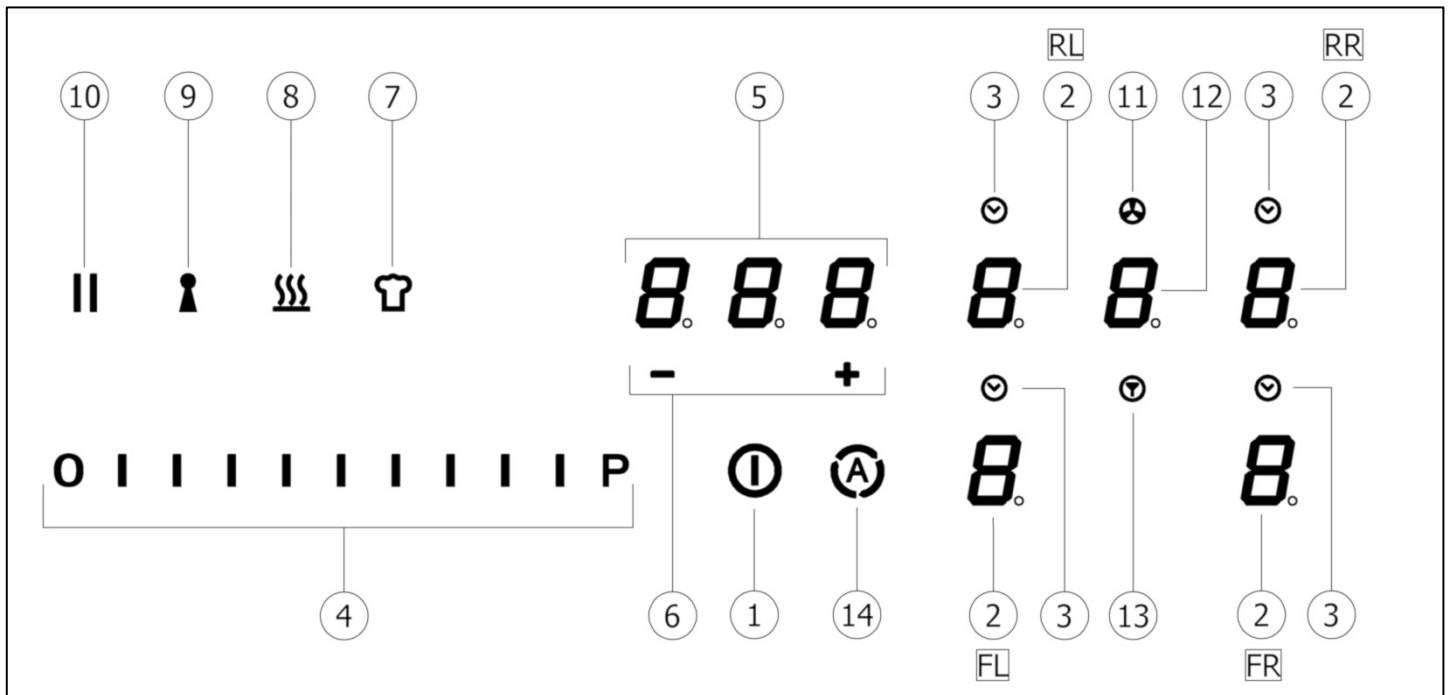 RL RR
10 9 8 7 5 3 2 11 12 3 2
8. 8. 8. 8. 8. 8.
- +
O I I I I I I I I I P A 8. 8.
4 6 1 14 2 3 13 2 3
FL FR